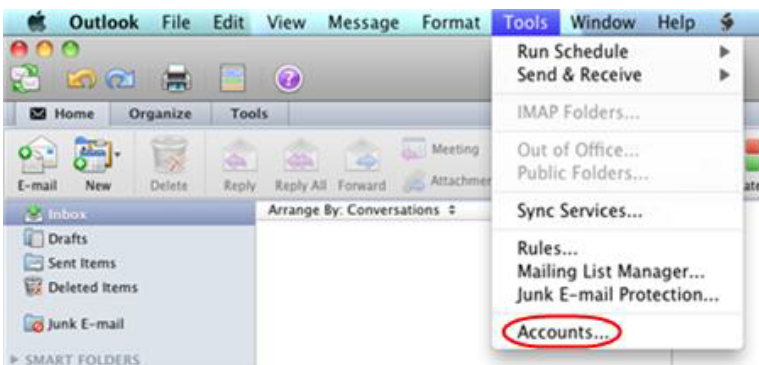 Outlook File Edit View Message Format Tools Window Help
Run Schedule
Send & Receive
IMAP Folders...
Out of Office...
Public Folders...
Sync Services...
Rules...
Mailing List Manager...
Junk E-mail Protection...
Accounts...
Home Organize Tools
E-mail New Delete Reply Reply All Forward
Meeting
Attachmen
Inbox
Drafts
Sent Items
Deleted Items
Junk E-mail
SMART FOLDERS
Arrange By: Conversations